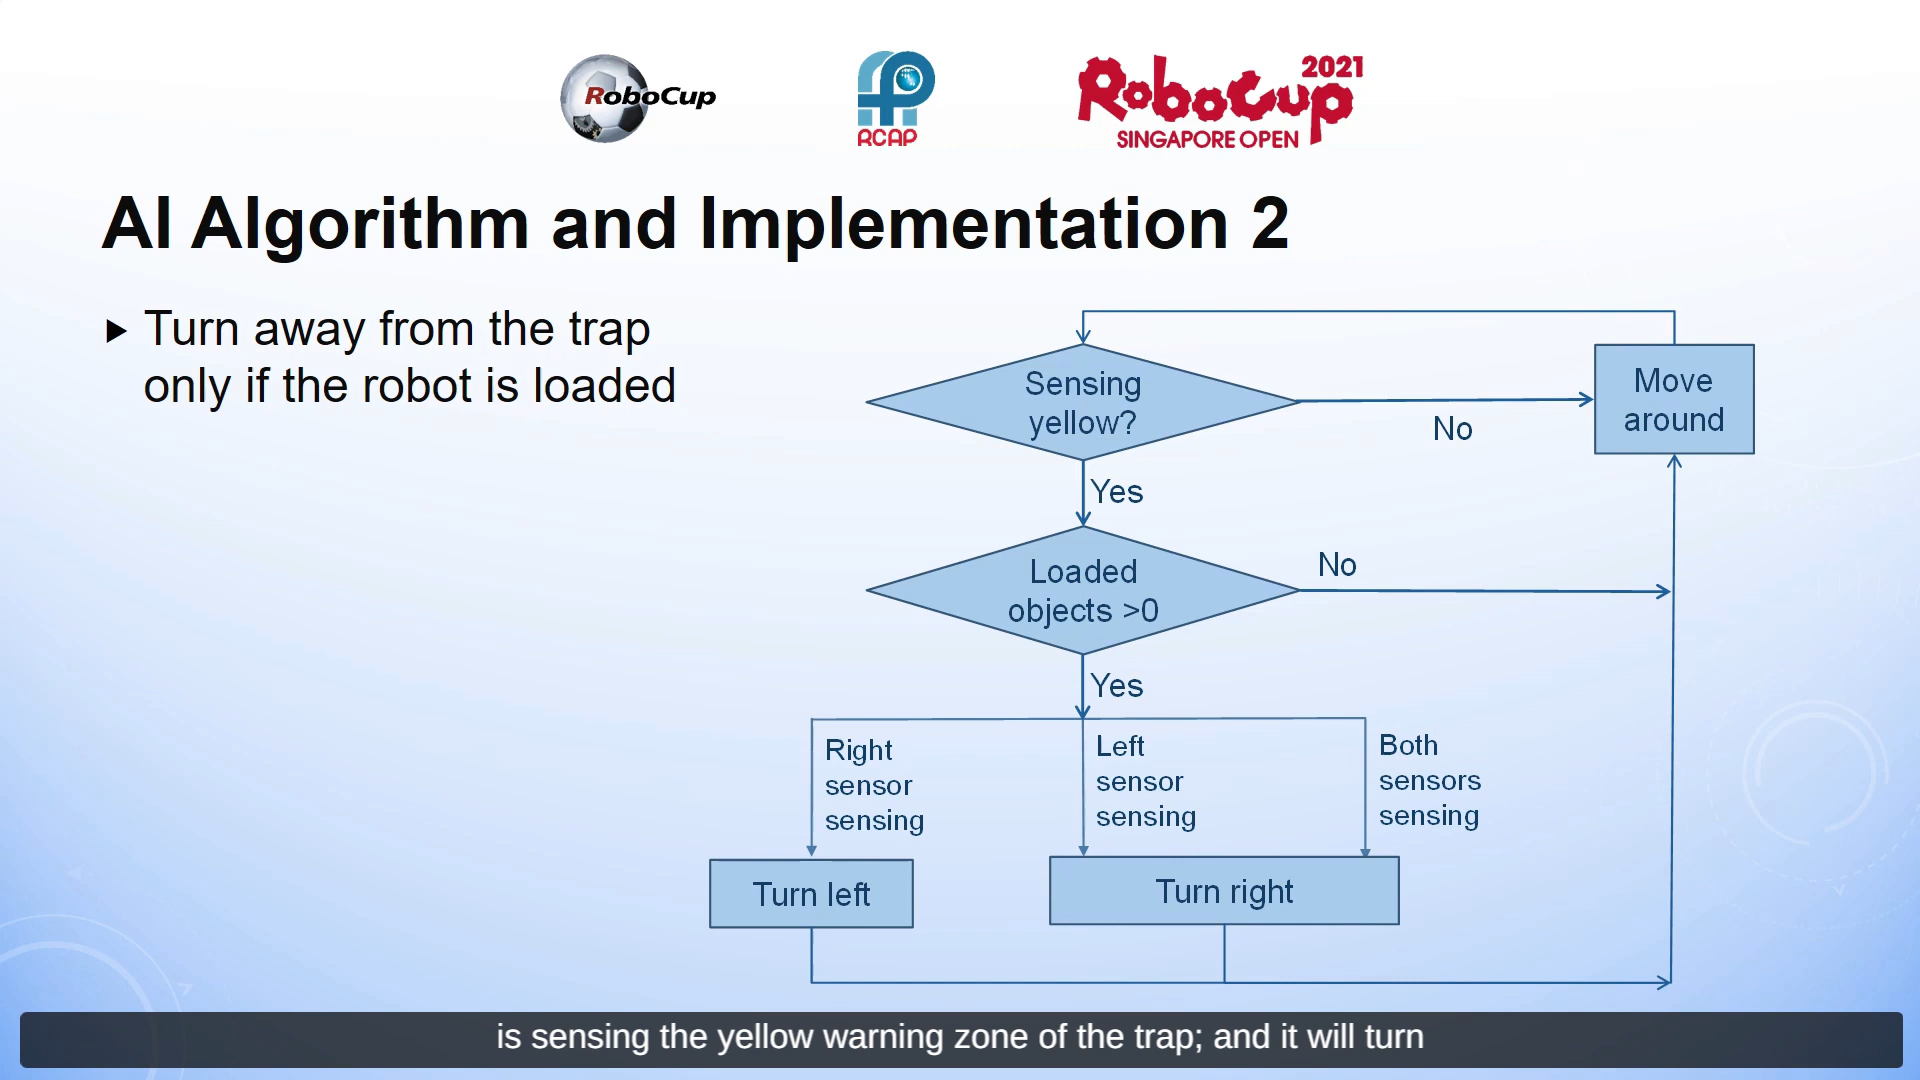 RoboCup
RCAP
2021
RoboCup
SINGAPORE OPEN
AI Algorithm and Implementation 2
Turn away from the trap
only if the robot is loaded
Sensing
yellow?
No
Move
around
Yes
Loaded
objects >0
No
Yes
Right
sensor
sensing
Left
sensor
sensing
Both
sensors
sensing
Turn left
Turn right
is sensing the yellow warning zone of the trap; and it will turn